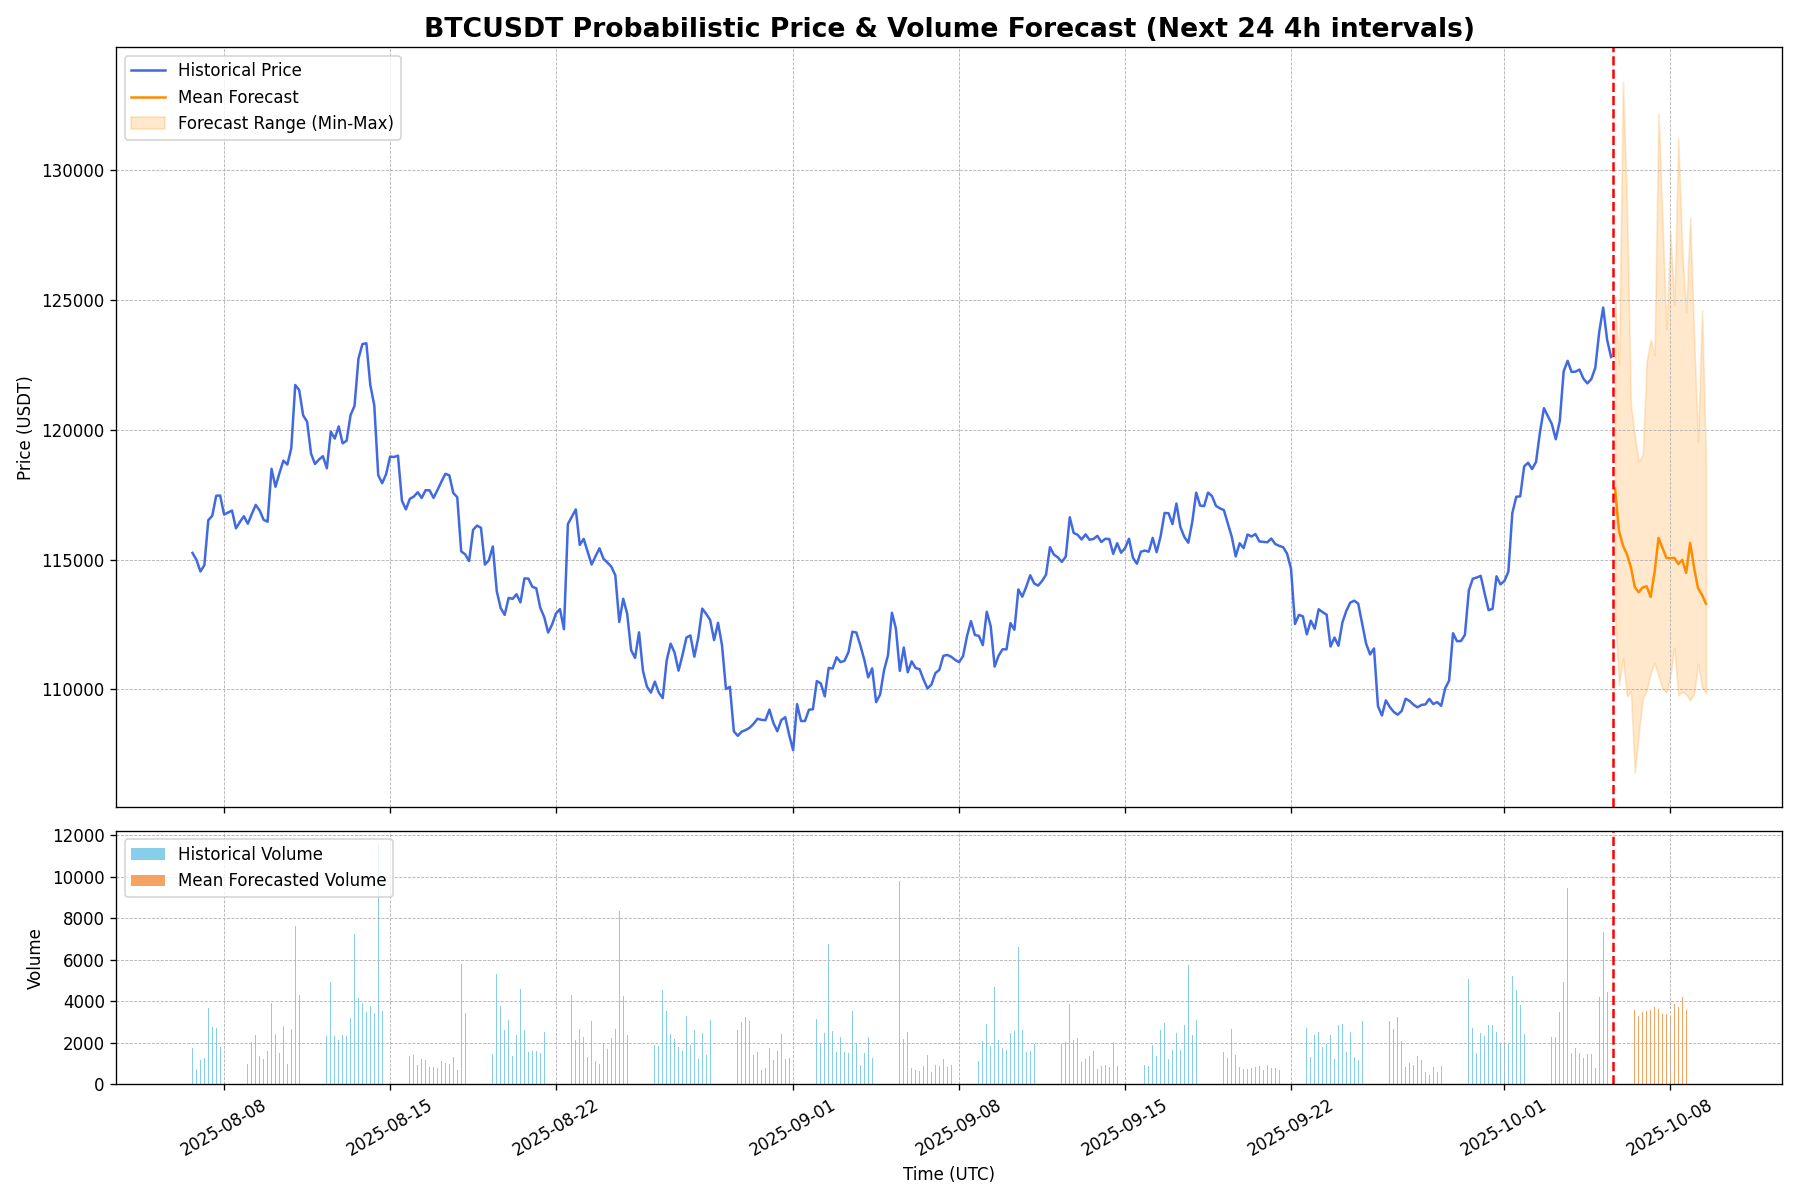 BTCUSDT Probabilistic Price & Volume Forecast (Next 24 4h intervals)
Historical Price
Mean Forecast
Forecast Range (Min-Max)
130000
125000
120000
115000
110000
Price (USDT)
Historical Volume
Mean Forecasted Volume
12000
10000
8000
6000
4000
2000
0
Volume
2025-08-08
2025-08-15
2025-08-22
2025-09-01
2025-09-08
2025-09-15
2025-09-22
2025-10-01
2025-10-08
Time (UTC)